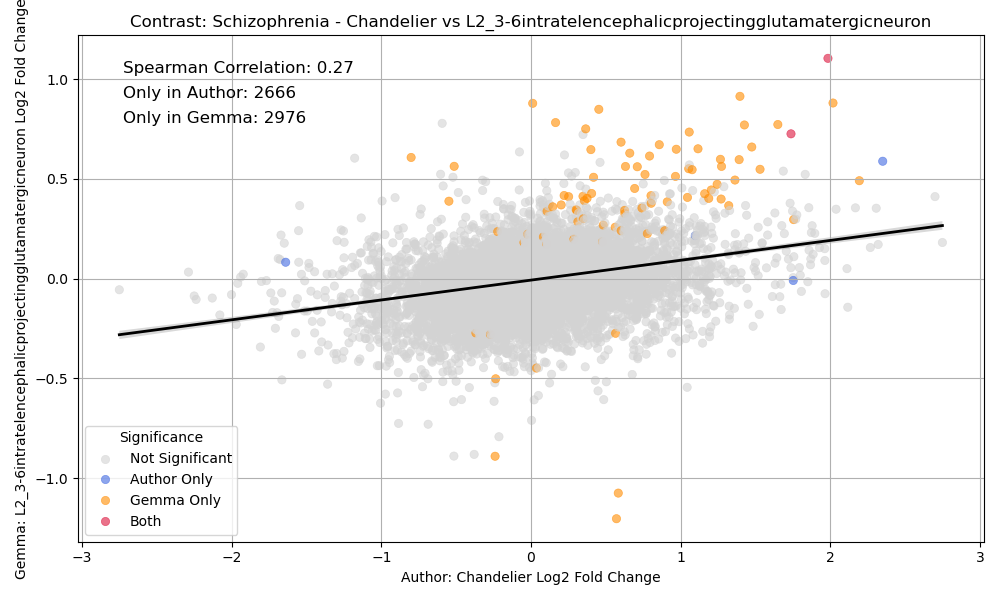 Contrast: Schizophrenia - Chandelier vs L2_3-6intratelencephalicprojectingglutamatergicneuron
Spearman Correlation: 0.27
Only in Author: 2666
Only in Gemma: 2976
Gemma: L2_3-6intratelencephalicprojectingglutamatergicneuron Log2 Fold Change
1.0
0.5
0.0
−0.5
−1.0
Significance
Not Significant
Author Only
Gemma Only
Both
−3
−2
−1
0
1
2
3
Author: Chandelier Log2 Fold Change